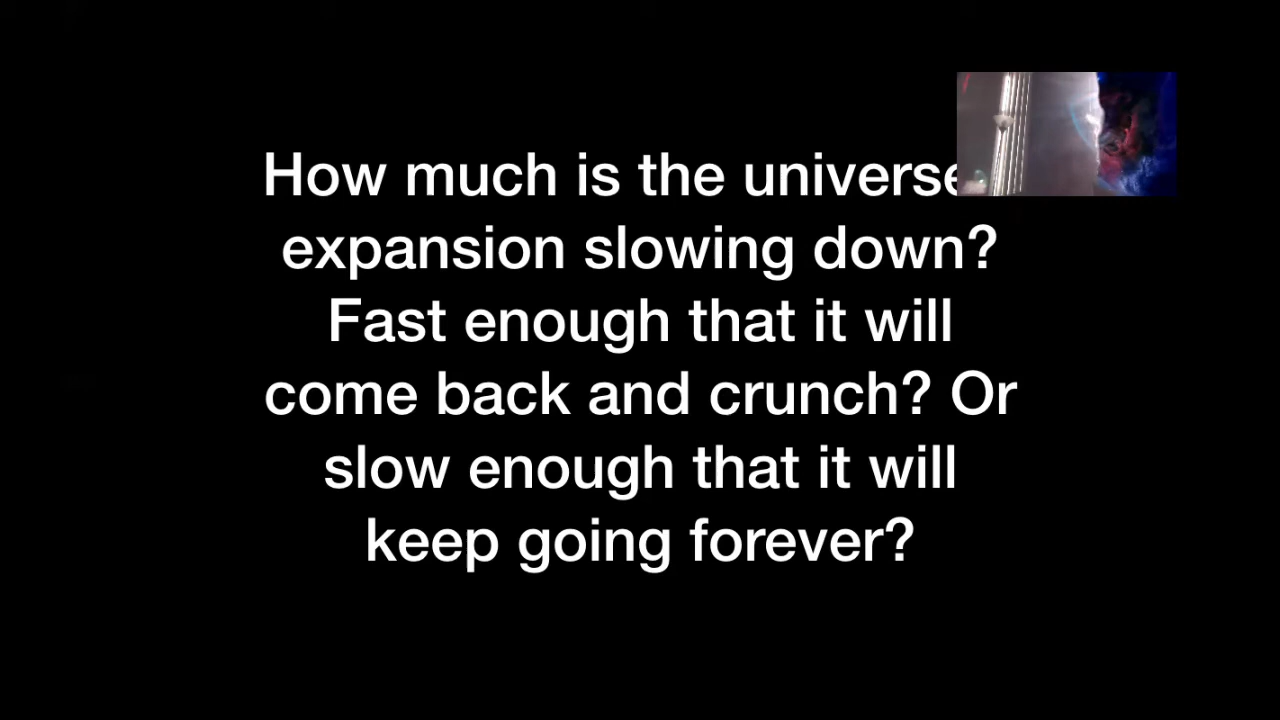 How much is the universe
expansion slowing down?
Fast enough that it will
come back and crunch? Or
slow enough that it will
keep going forever?